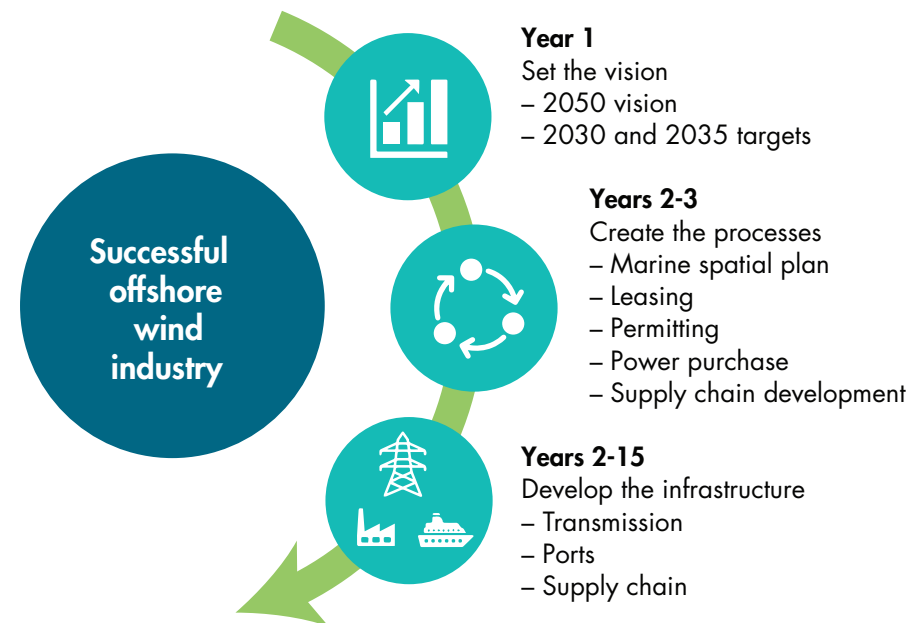 Successful
offshore
wind
industry
Year 1
Set the vision
– 2050 vision
– 2030 and 2035 targets
Years 2-3
Create the processes
– Marine spatial plan
– Leasing
– Permitting
– Power purchase
– Supply chain development
Years 2-15
Develop the infrastructure
– Transmission
– Ports
– Supply chain